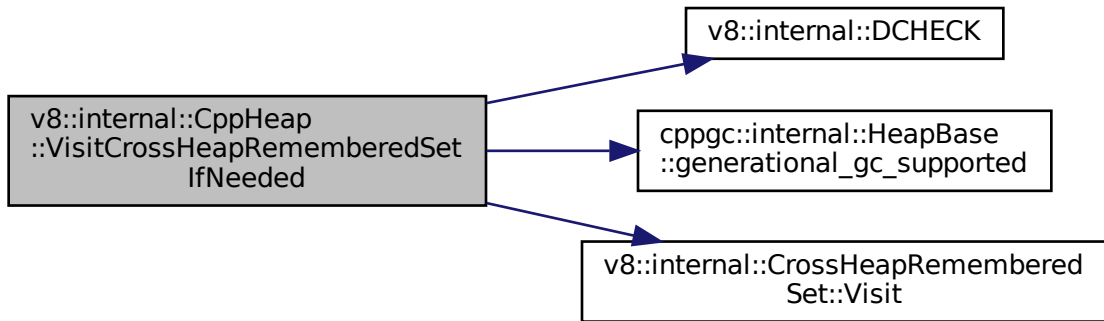 v8::internal::CppHeap
::VisitCrossHeapRememberedSet
IfNeeded
v8::internal::DCHECK
cppgc::internal::HeapBase
::generational_gc_supported
v8::internal::CrossHeapRemembered
Set::Visit